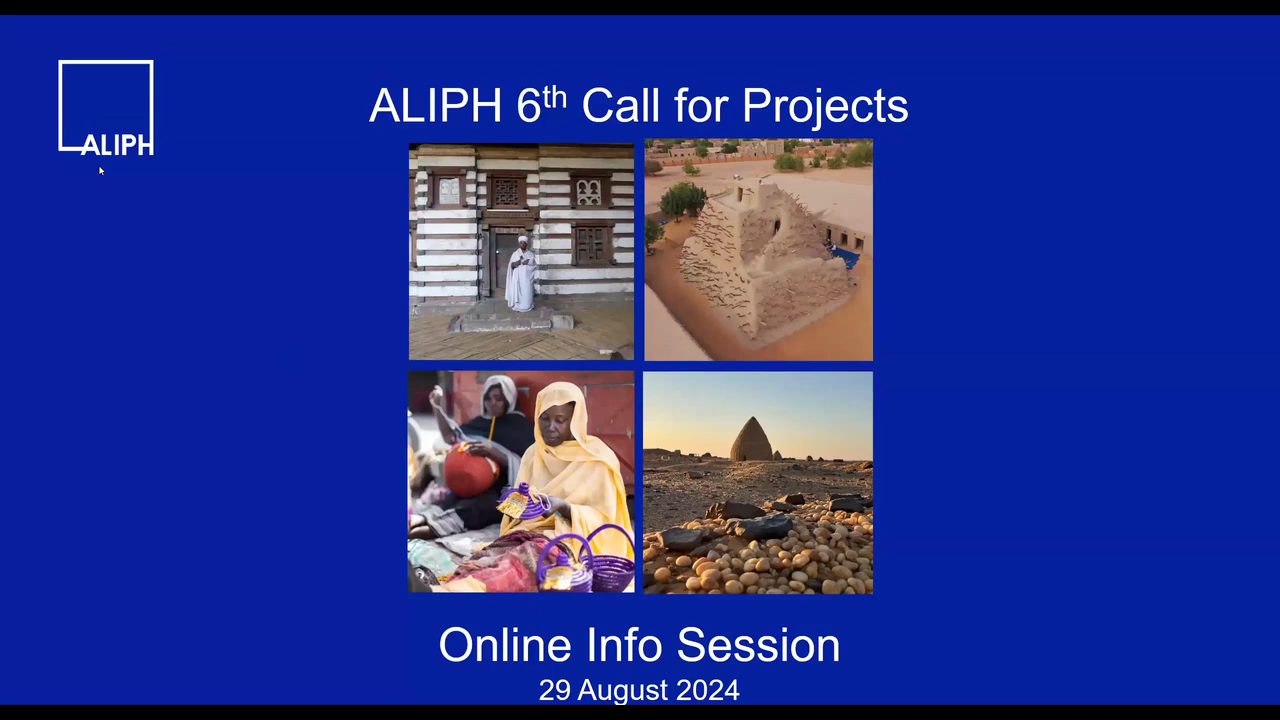 ALIPH
ALIPH 6th Call for Projects
Online Info Session
29 August 2024